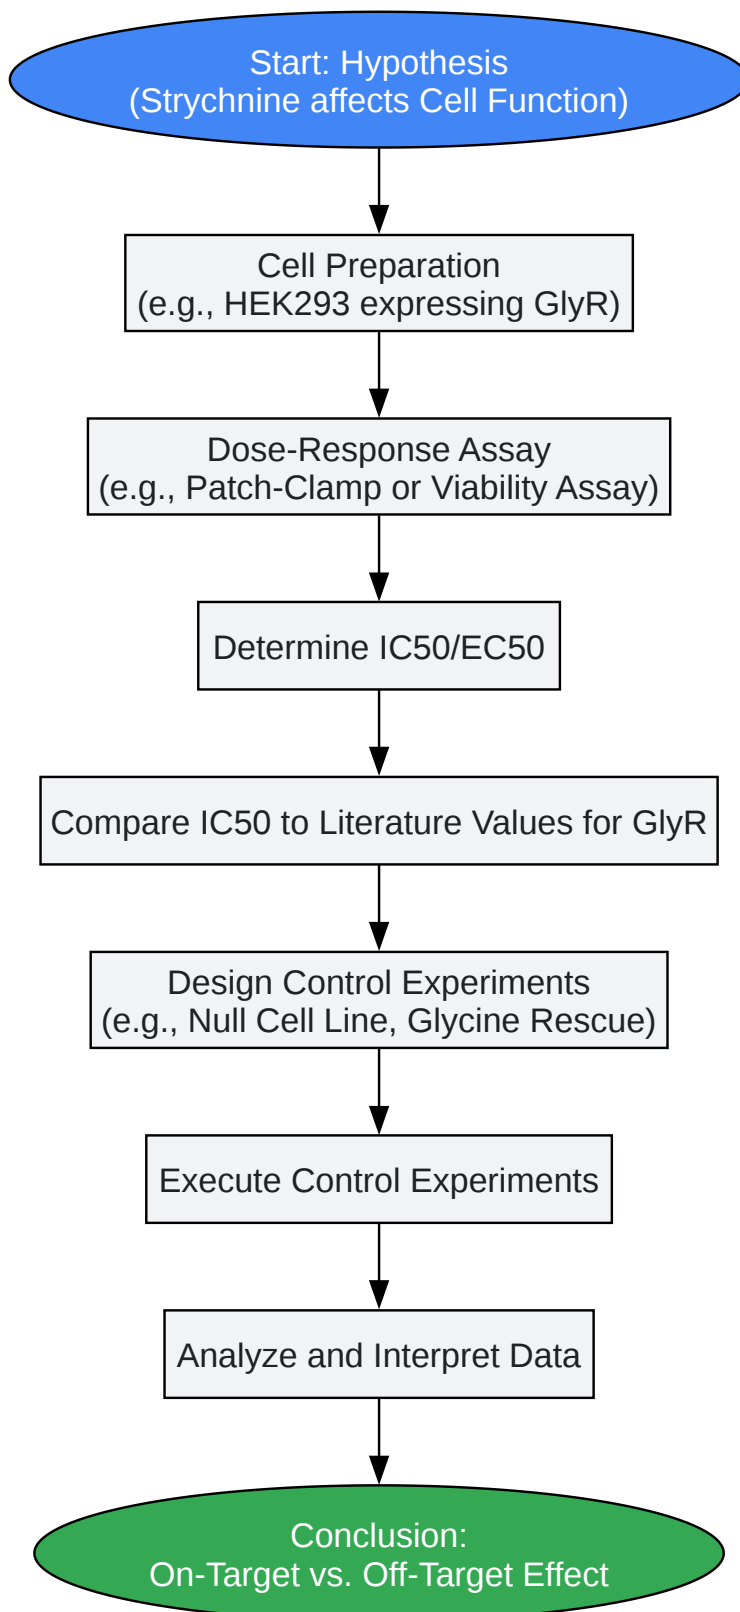 Start: Hypothesis
(Strychnine affects Cell Function)
Cell Preparation
(e.g., HEK293 expressing GlyR)
Dose-Response Assay
(e.g., Patch-Clamp or Viability Assay)
Determine IC50/EC50
Compare IC50 to Literature Values for GlyR
Design Control Experiments
(e.g., Null Cell Line, Glycine Rescue)
Execute Control Experiments
Analyze and Interpret Data
Conclusion:
On-Target vs. Off-Target Effect